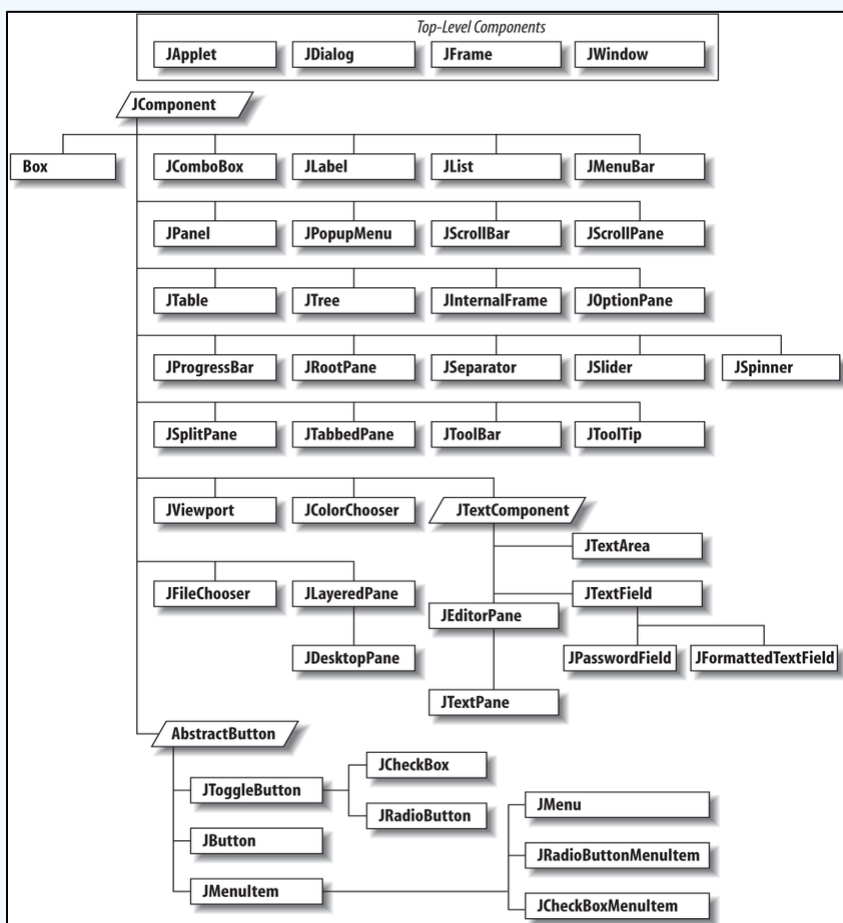 Top-Level Components
JApplet JDialog JFrame JWindow
JComponent
Box JComboBox JLabel JList JMenuBar
JPanel JPopupMenu JScrollBar JScrollPane
JTable JTree JInternalFrame JOptionPane
JProgressBar JRootPane JSeparator JSlider JSpinner
JSplitPane JTabbedPane JToolBar JToolTip
JViewport JColorChooser JTextComponent
JTextArea
JFileChooser JLayeredPane JTextField
JEditorPane
JDesktopPane JPasswordField JFormattedTextField
JTextPane
AbstractButton
JCheckBox
JToggleButton
JMenu
JRadioButton
JButton
JRadioButtonMenuItem
JMenuItem
JCheckBoxMenuItem